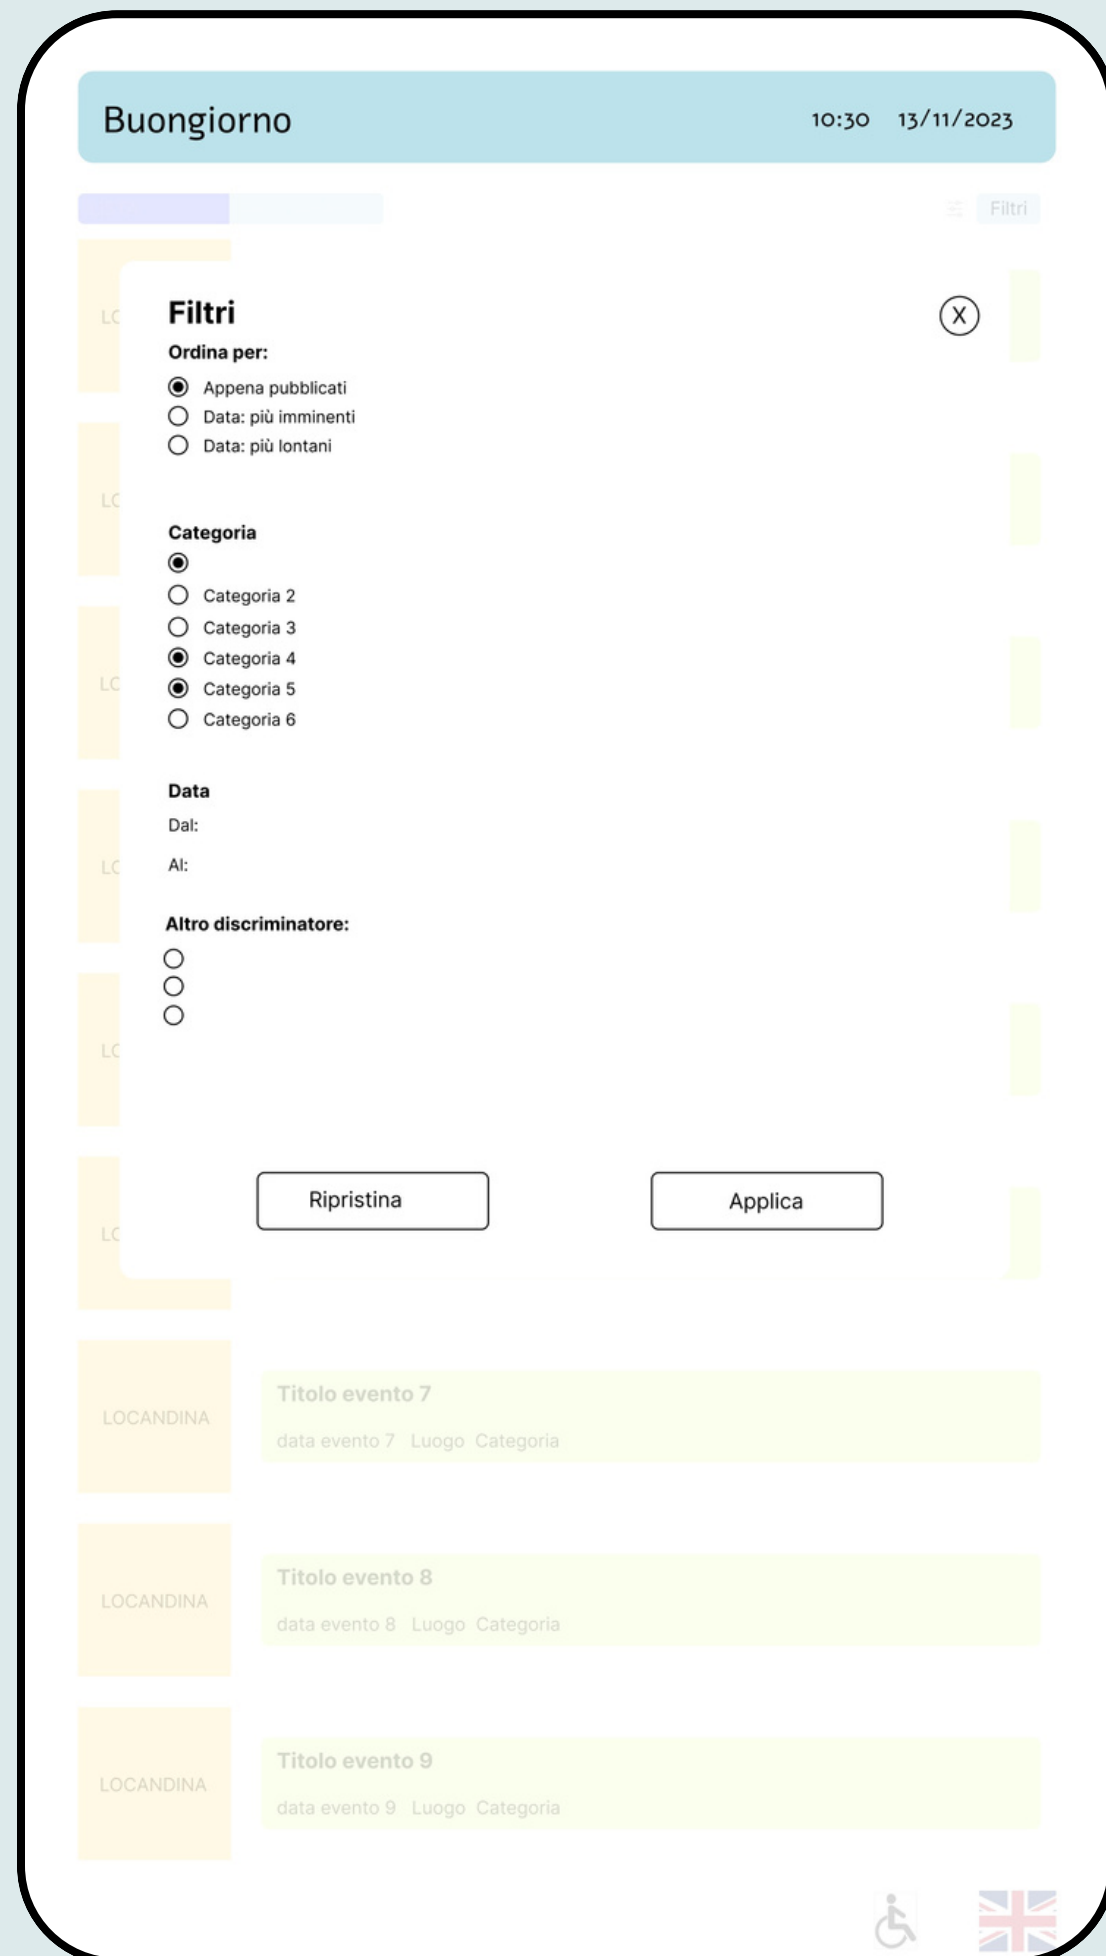 Buongiorno 10:30 13/11/2023
Filtri
Filtri X
Ordina per:
Appena pubblicati
Data: più imminenti
Data: più lontani
Categoria
Categoria 2
Categoria 3
Categoria 4
Categoria 5
Categoria 6
Data
Dal:
Al:
Altro discriminatore:
Ripristina Applica
LOCANDINA
Titolo evento 7
data evento 7 Luogo Categoria
LOCANDINA
Titolo evento 8
data evento 8 Luogo Categoria
LOCANDINA
Titolo evento 9
data evento 9 Luogo Categoria